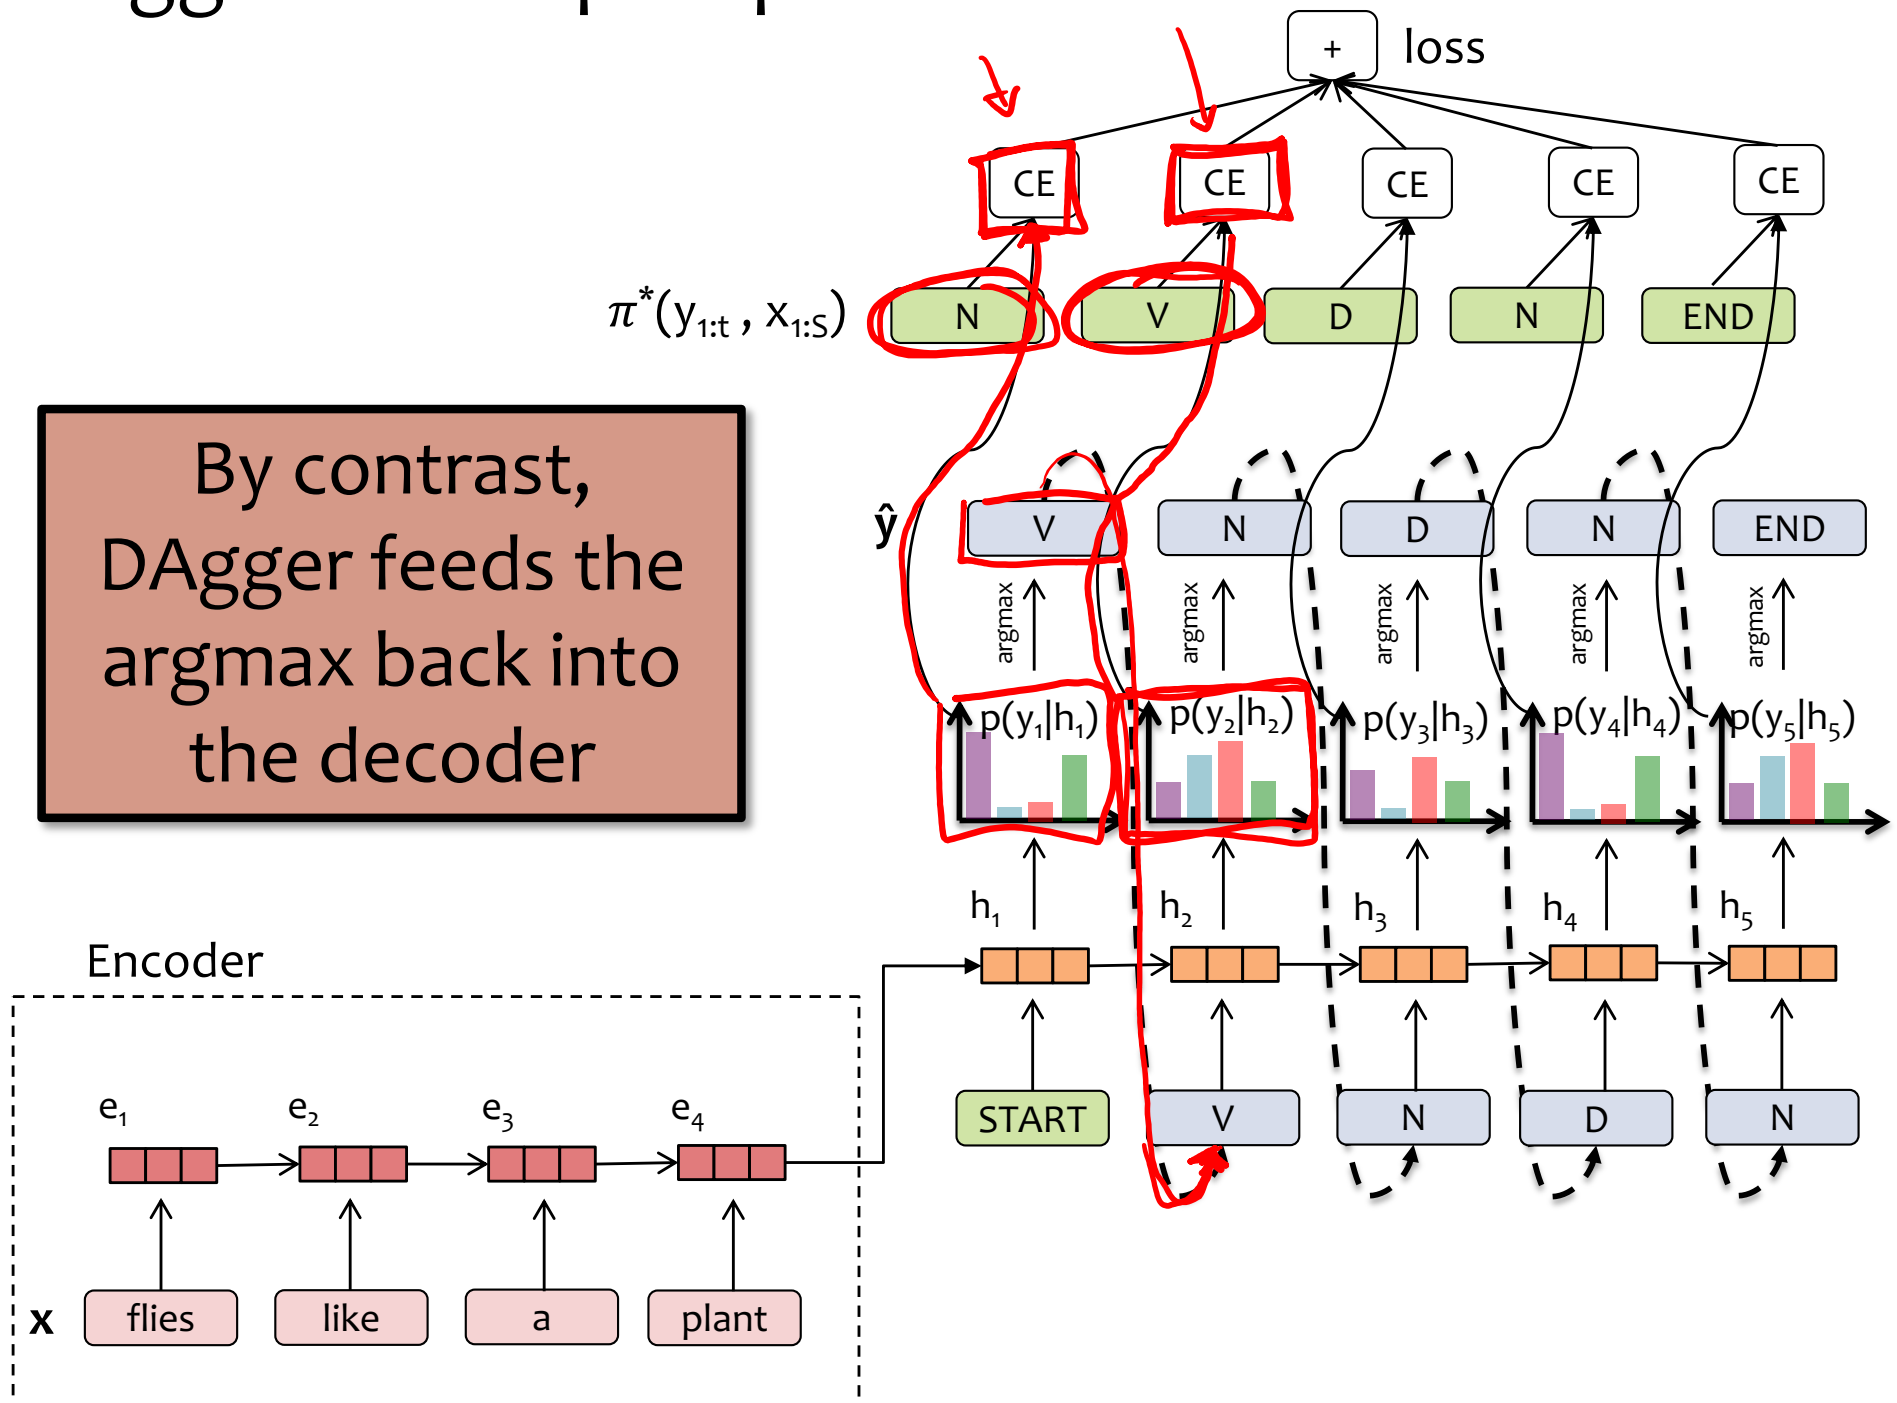 + loss
CE CE CE CE CE
π*(y1:t , x1:S) N V D N END
By contrast,
DAgger feeds the
argmax back into
the decoder
ŷ V N D N END
argmax argmax argmax argmax argmax
p(y1|h1) p(y2|h2) p(y3|h3) p(y4|h4) p(y5|h5)
h1 h2 h3 h4 h5
Encoder
e1 e2 e3 e4
START V N D N
x flies like a plant